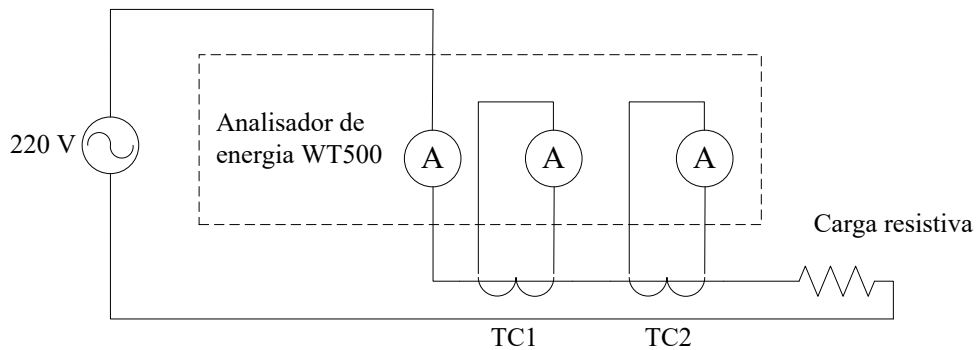 220 V
Analisador de
energia WT500
A
A
A
Carga resistiva
TC1
TC2